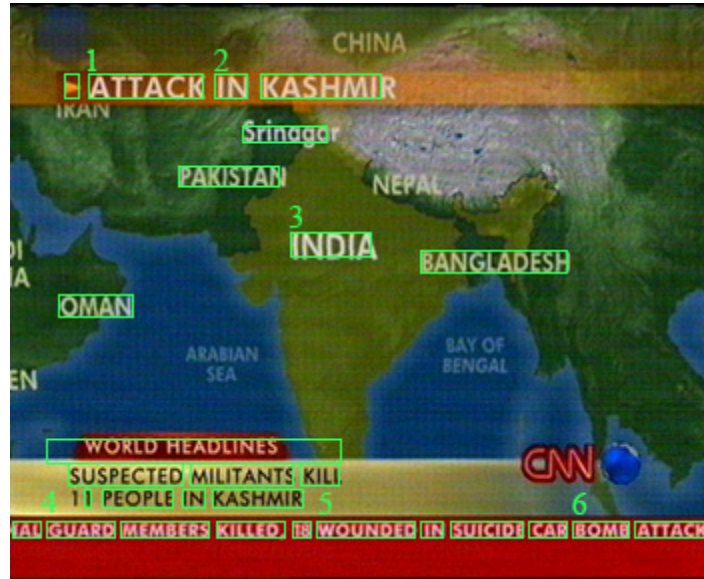 CHINA
1 2
ATTACK IN KASHMIR
IRAN
Srinagar
PAKISTAN
NEPAL
3
INDIA
BANGLADESH
OMAN
ARABIAN
SEA
BAY OF
BENGAL
WORLD HEADLINES
CNN
SUSPECTED MILITANTS KILL
11 PEOPLE IN KASHMIR
4 5 6
GUARD MEMBERS KILLED, 18 WOUNDED IN SUICIDE CAR BOMB ATTACK